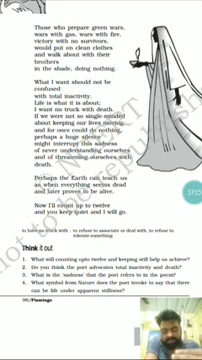 Those who prepare green wars,
wars with gas, wars with fire,
victory with no survivors,
would put on clean clothes
and walk about with their
brothers
in the shade, doing nothing.
What I want should not be
confused
with total inactivity.
Life is what it is about;
I want no truck with death.
If we were not so single-minded
about keeping our lives moving,
and for once could do nothing,
perhaps a huge silence
might interrupt this sadness
of never understanding ourselves
and of threatening ourselves with
death.
Perhaps the Earth can teach us
as when everything seems dead
and later proves to be alive.
Now I'll count up to twelve
and you keep quiet and I will go.
to have no truck with : to refuse to associate or deal with, to refuse to
tolerate something
Think it out
1. What will counting upto twelve and keeping still help us achieve?
2. Do you think the poet advocates total inactivity and death?
3. What is the 'sadness' that the poet refers to in the poem?
4. What symbol from Nature does the poet invoke to say that there
can be life under apparent stillness?
96/Flamingo
not to be